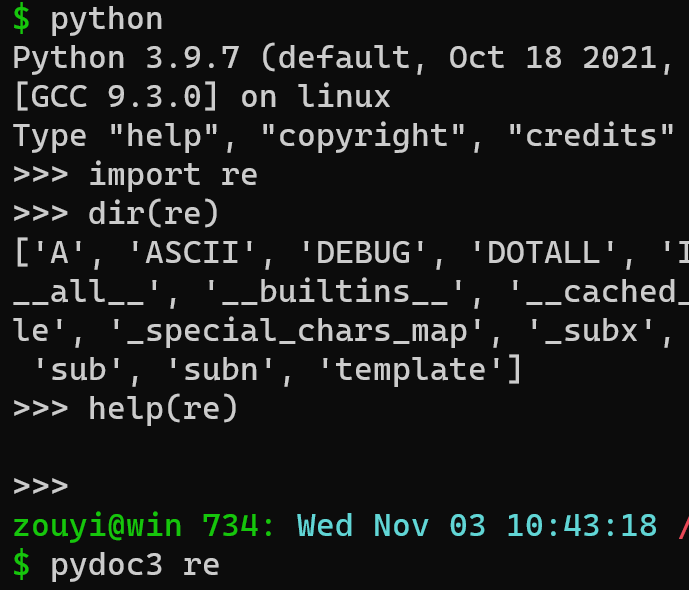 $ python
Python 3.9.7 (default, Oct 18 2021,
[GCC 9.3.0] on linux
Type "help", "copyright", "credits"
>>> import re
>>> dir(re)
['A', 'ASCII', 'DEBUG', 'DOTALL', 'I
__all__', '__builtins__', '__cached_
le', '_special_chars_map', '_subx',
 'sub', 'subn', 'template']
>>> help(re)
>>>
zouyi@win 734: Wed Nov 03 10:43:18 /
$ pydoc3 re